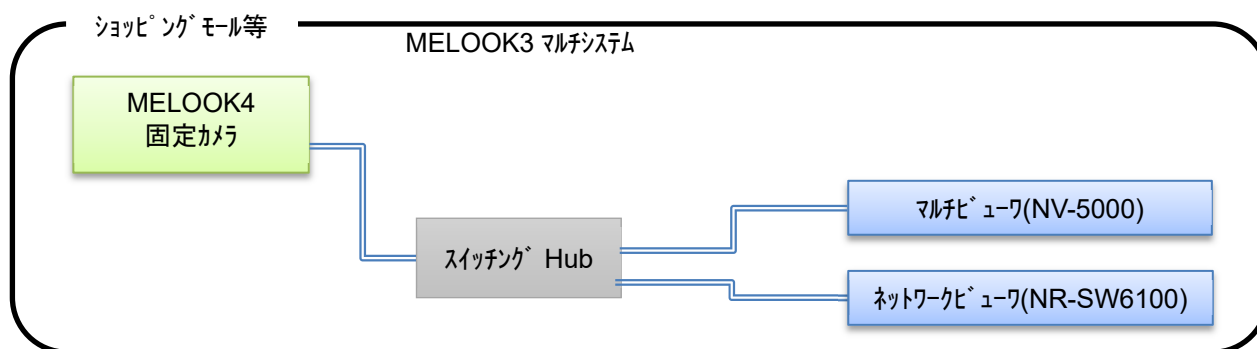 ｼｮｯﾋﾟﾝｸﾞﾓｰﾙ等
MELOOK3 ﾏﾙﾁｼｽﾃﾑ
MELOOK4
固定ｶﾒﾗ
ﾏﾙﾁﾋﾞｭｰﾜ(NV-5000)
ｽｲｯﾁﾝｸﾞ Hub
ﾈｯﾄﾜｰｸﾋﾞｭｰﾜ(NR-SW6100)